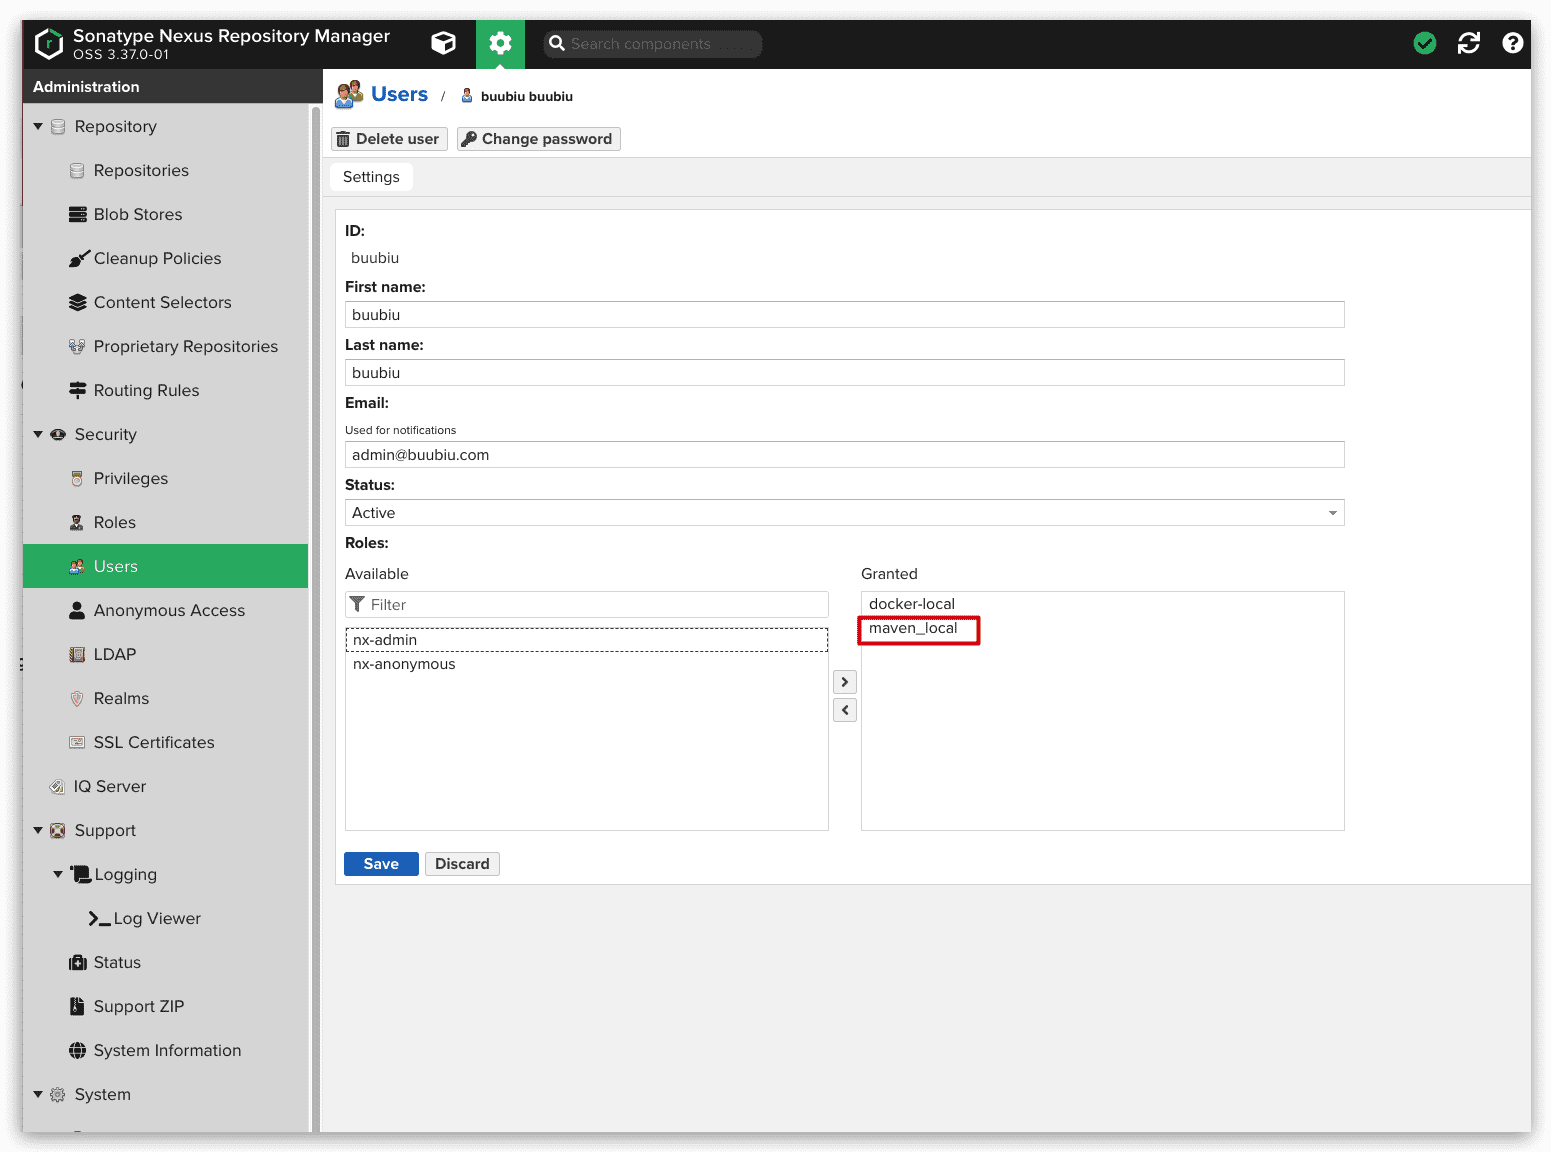 Sonatype Nexus Repository Manager
OSS 3.37.0-01
Search components
Administration
Users / buubiu buubiu
Delete user
Change password
Settings
Repository
Repositories
Blob Stores
Cleanup Policies
Content Selectors
Proprietary Repositories
Routing Rules
Security
Privileges
Roles
Users
Anonymous Access
LDAP
Realms
SSL Certificates
IQ Server
Support
Logging
Log Viewer
Status
Support ZIP
System Information
System
ID:
buubiu
First name:
buubiu
Last name:
buubiu
Email:
Used for notifications
admin@buubiu.com
Status:
Active
Roles:
Available
Filter
nx-admin
nx-anonymous
Granted
docker-local
maven_local
Save
Discard